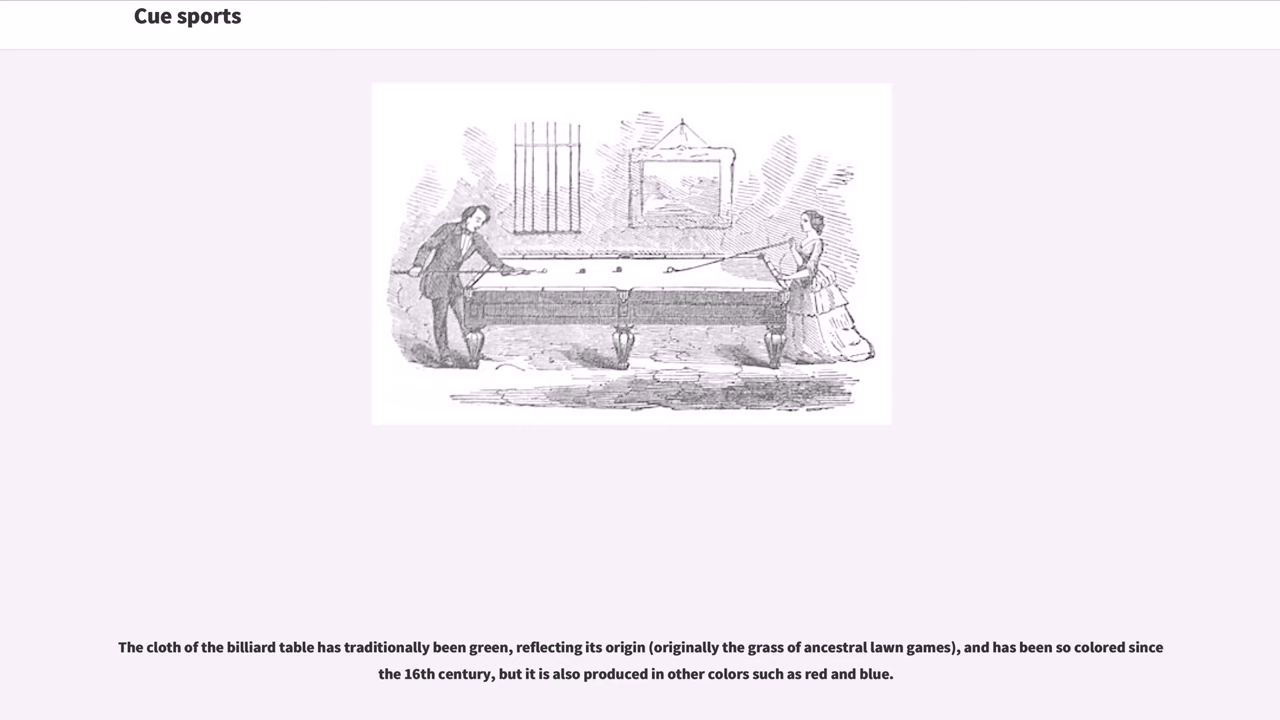 Cue sports
The cloth of the billiard table has traditionally been green, reflecting its origin (originally the grass of ancestral lawn games), and has been so colored since
the 16th century, but it is also produced in other colors such as red and blue.